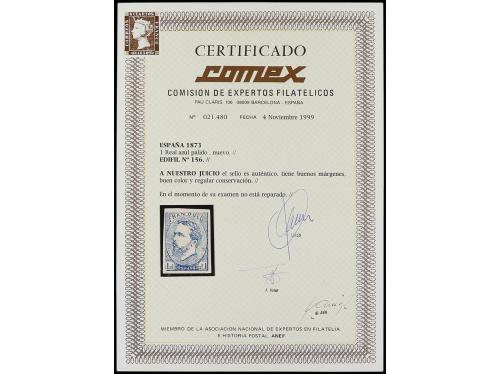 CERTIFICADO
comex
COMISION DE EXPERTOS FILATELICOS
PAU CLARIS, 106 08009 BARCELONA - ESPAÑA
Nº 021.480 FECHA 4 Noviembre 1999
ESPAÑA 1873
1 Real azúl pálido, nuevo. //
EDIFIL Nº 156. //
A NUESTRO JUICIO el sello es auténtico, tiene buenos márgenes,
buen color y regular conservación. //
En el momento de su examen no está reparado. //
FRANQUEO
MIEMBRO DE LA ASOCIACION NACIONAL DE EXPERTOS EN FILATELIA
E HISTORIA POSTAL ANEF